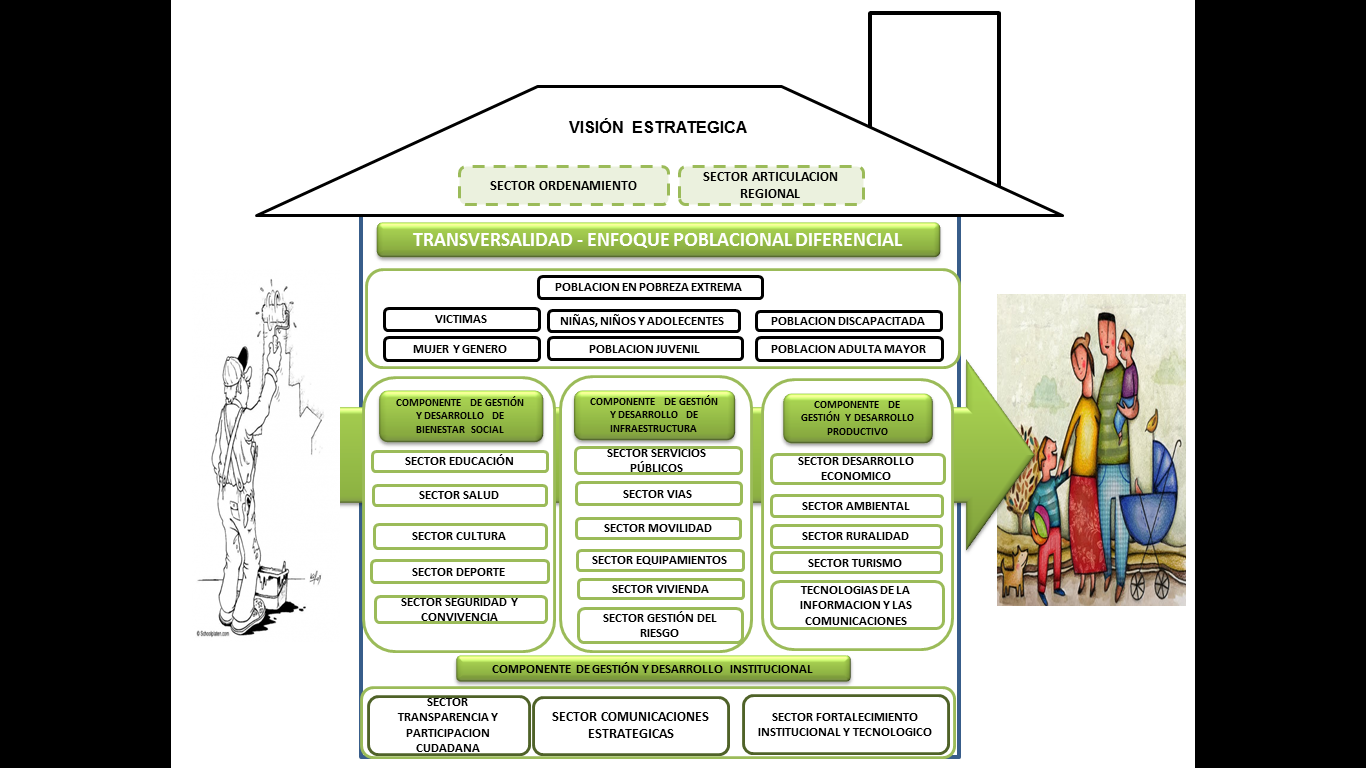 VISIÓN ESTRATEGICA
SECTOR ORDENAMIENTO
SECTOR ARTICULACION
REGIONAL
TRANSVERSALIDAD - ENFOQUE POBLACIONAL DIFERENCIAL
POBLACION EN POBREZA EXTREMA
VICTIMAS
NIÑAS, NIÑOS Y ADOLECENTES
POBLACION DISCAPACITADA
MUJER Y GENERO
POBLACION JUVENIL
POBLACION ADULTA MAYOR
COMPONENTE DE GESTIÓN
Y DESARROLLO DE
BIENESTAR SOCIAL
SECTOR EDUCACIÓN
SECTOR SALUD
SECTOR CULTURA
SECTOR DEPORTE
SECTOR SEGURIDAD Y
CONVIVENCIA
COMPONENTE DE GESTIÓN
Y DESARROLLO DE
INFRAESTRUCTURA
SECTOR SERVICIOS
PÚBLICOS
SECTOR VIAS
SECTOR MOVILIDAD
SECTOR EQUIPAMIENTOS
SECTOR VIVIENDA
SECTOR GESTIÓN DEL
RIESGO
COMPONENTE DE
GESTIÓN Y DESARROLLO
PRODUCTIVO
SECTOR DESARROLLO
ECONOMICO
SECTOR AMBIENTAL
SECTOR RURALIDAD
SECTOR TURISMO
TECNOLOGIAS DE LA
INFORMACION Y LAS
COMUNICACIONES
© Schoolplaten.com
COMPONENTE DE GESTIÓN Y DESARROLLO INSTITUCIONAL
SECTOR
TRANSPARENCIA Y
PARTICIPACION
CUDADANA
SECTOR COMUNICACIONES
ESTRATEGICAS
SECTOR FORTALECIMIENTO
INSTITUCIONAL Y TECNOLOGICO